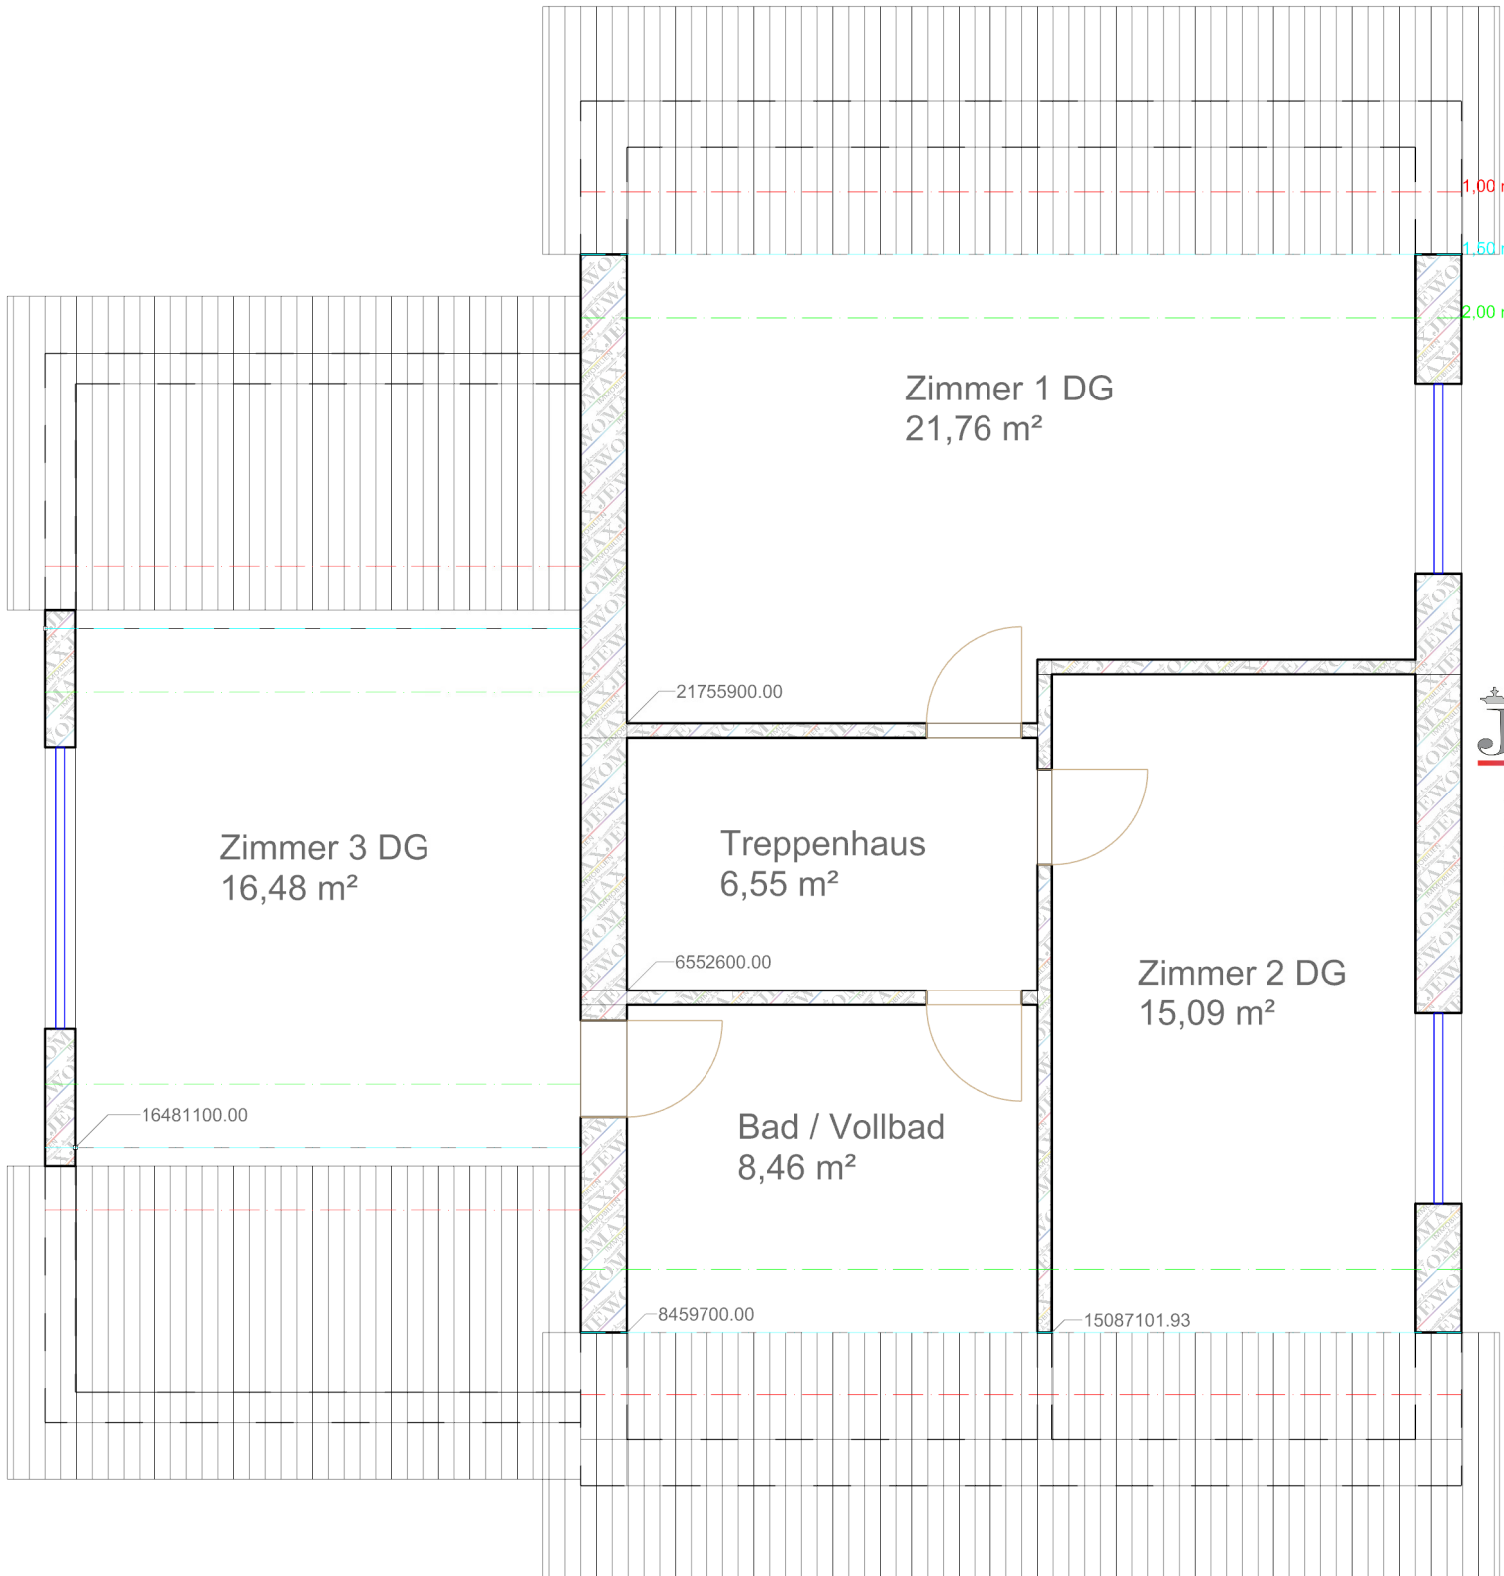 1,00
1,50
2,00
Zimmer 1 DG
21,76 m²
21755900.00
Zimmer 3 DG
16,48 m²
Treppenhaus
6,55 m²
6552600.00
Zimmer 2 DG
15,09 m²
16481100.00
Bad / Vollbad
8,46 m²
8459700.00
15087101.93